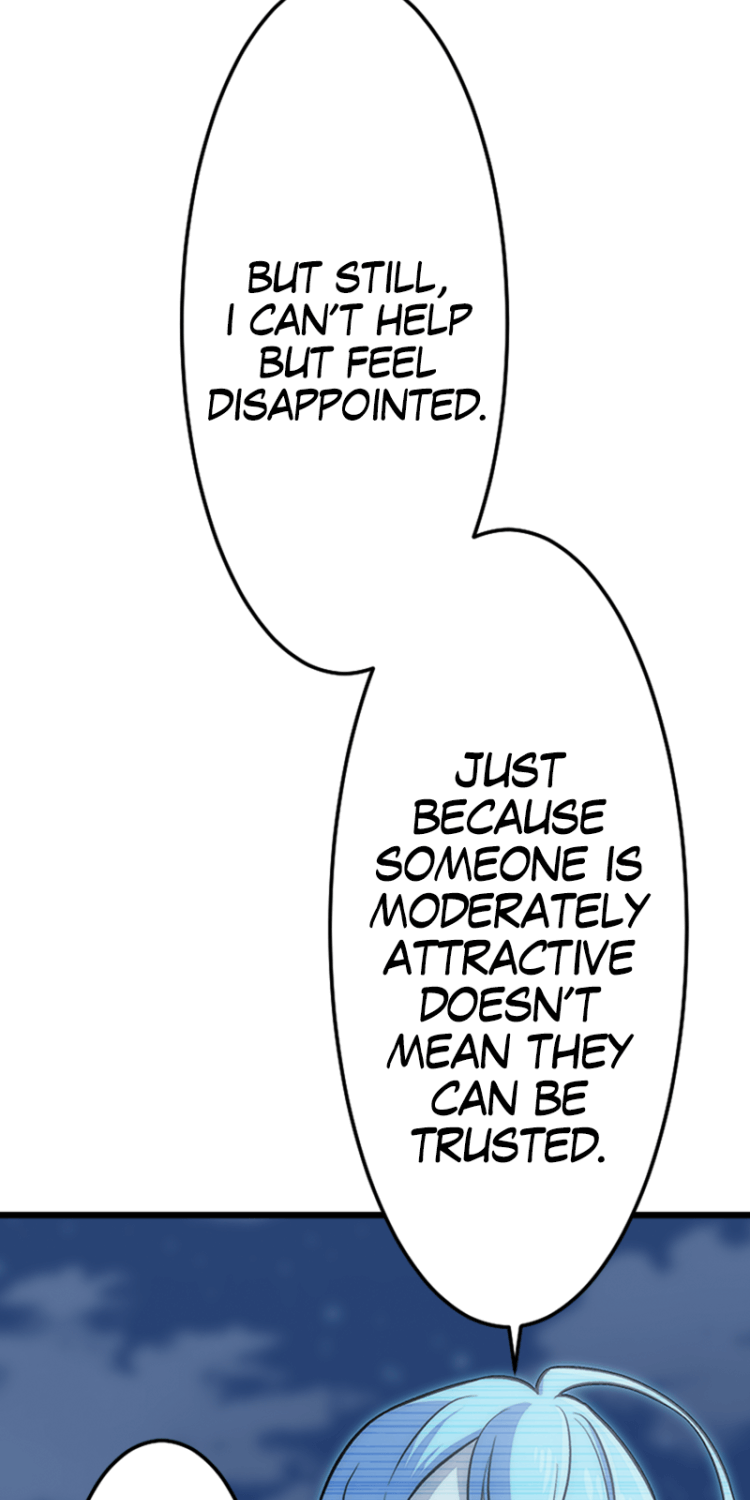 BUT STILL,
I CAN'T HELP
BUT FEEL
DISAPPOINTED.
JUST
BECAUSE
SOMEONE IS
MODERATELY
ATTRACTIVE
DOESN'T
MEAN THEY
CAN BE
TRUSTED.